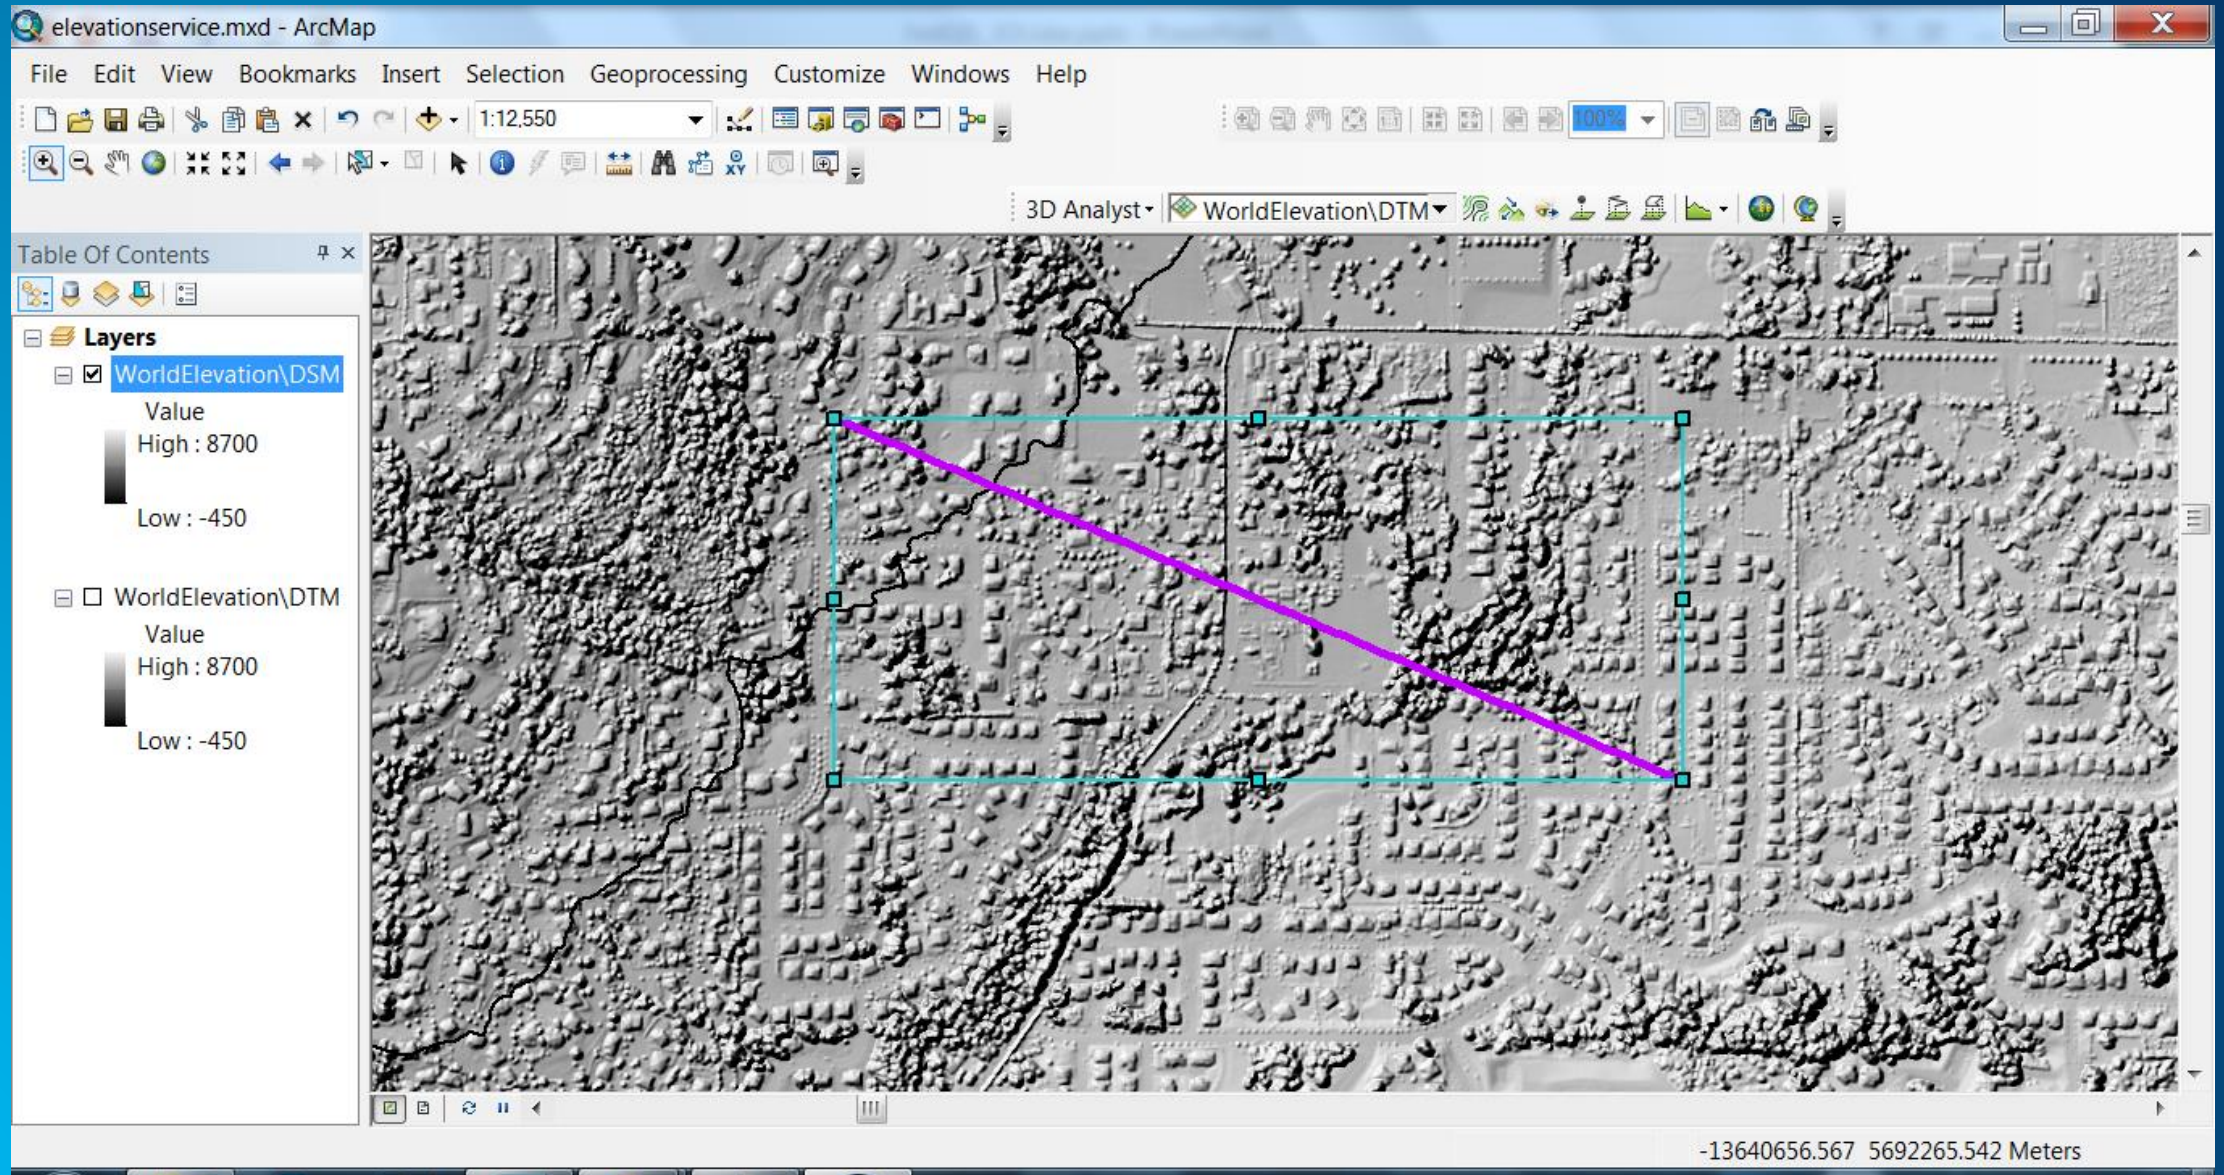 elevationservice.mxd - ArcMap
File Edit View Bookmarks Insert Selection Geoprocessing Customize Windows Help
1:12,550
100%
XY
3D Analyst WorldElevation\DTM
Table Of Contents
Layers
WorldElevation\DSM
Value
High : 8700
Low : -450
WorldElevation\DTM
Value
High : 8700
Low : -450
-13640656.567 5692265.542 Meters